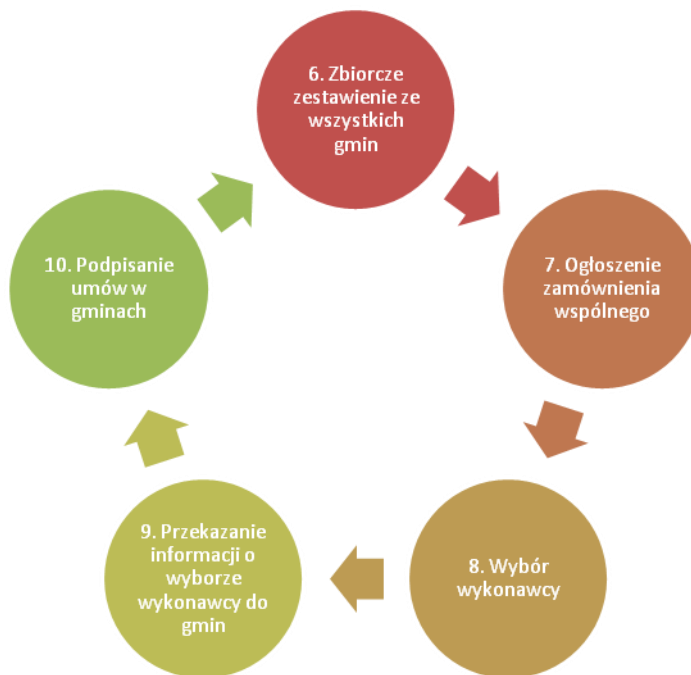 6. Zbiorcze
zestawienie ze
wszystkich
gmin
7. Ogłoszenie
zamównienia
wspólnego
8. Wybór
wykonawcy
9. Przekazanie
informacji o
wyborze
wykonawcy do
gmin
10. Podpisanie
umów w
gminach